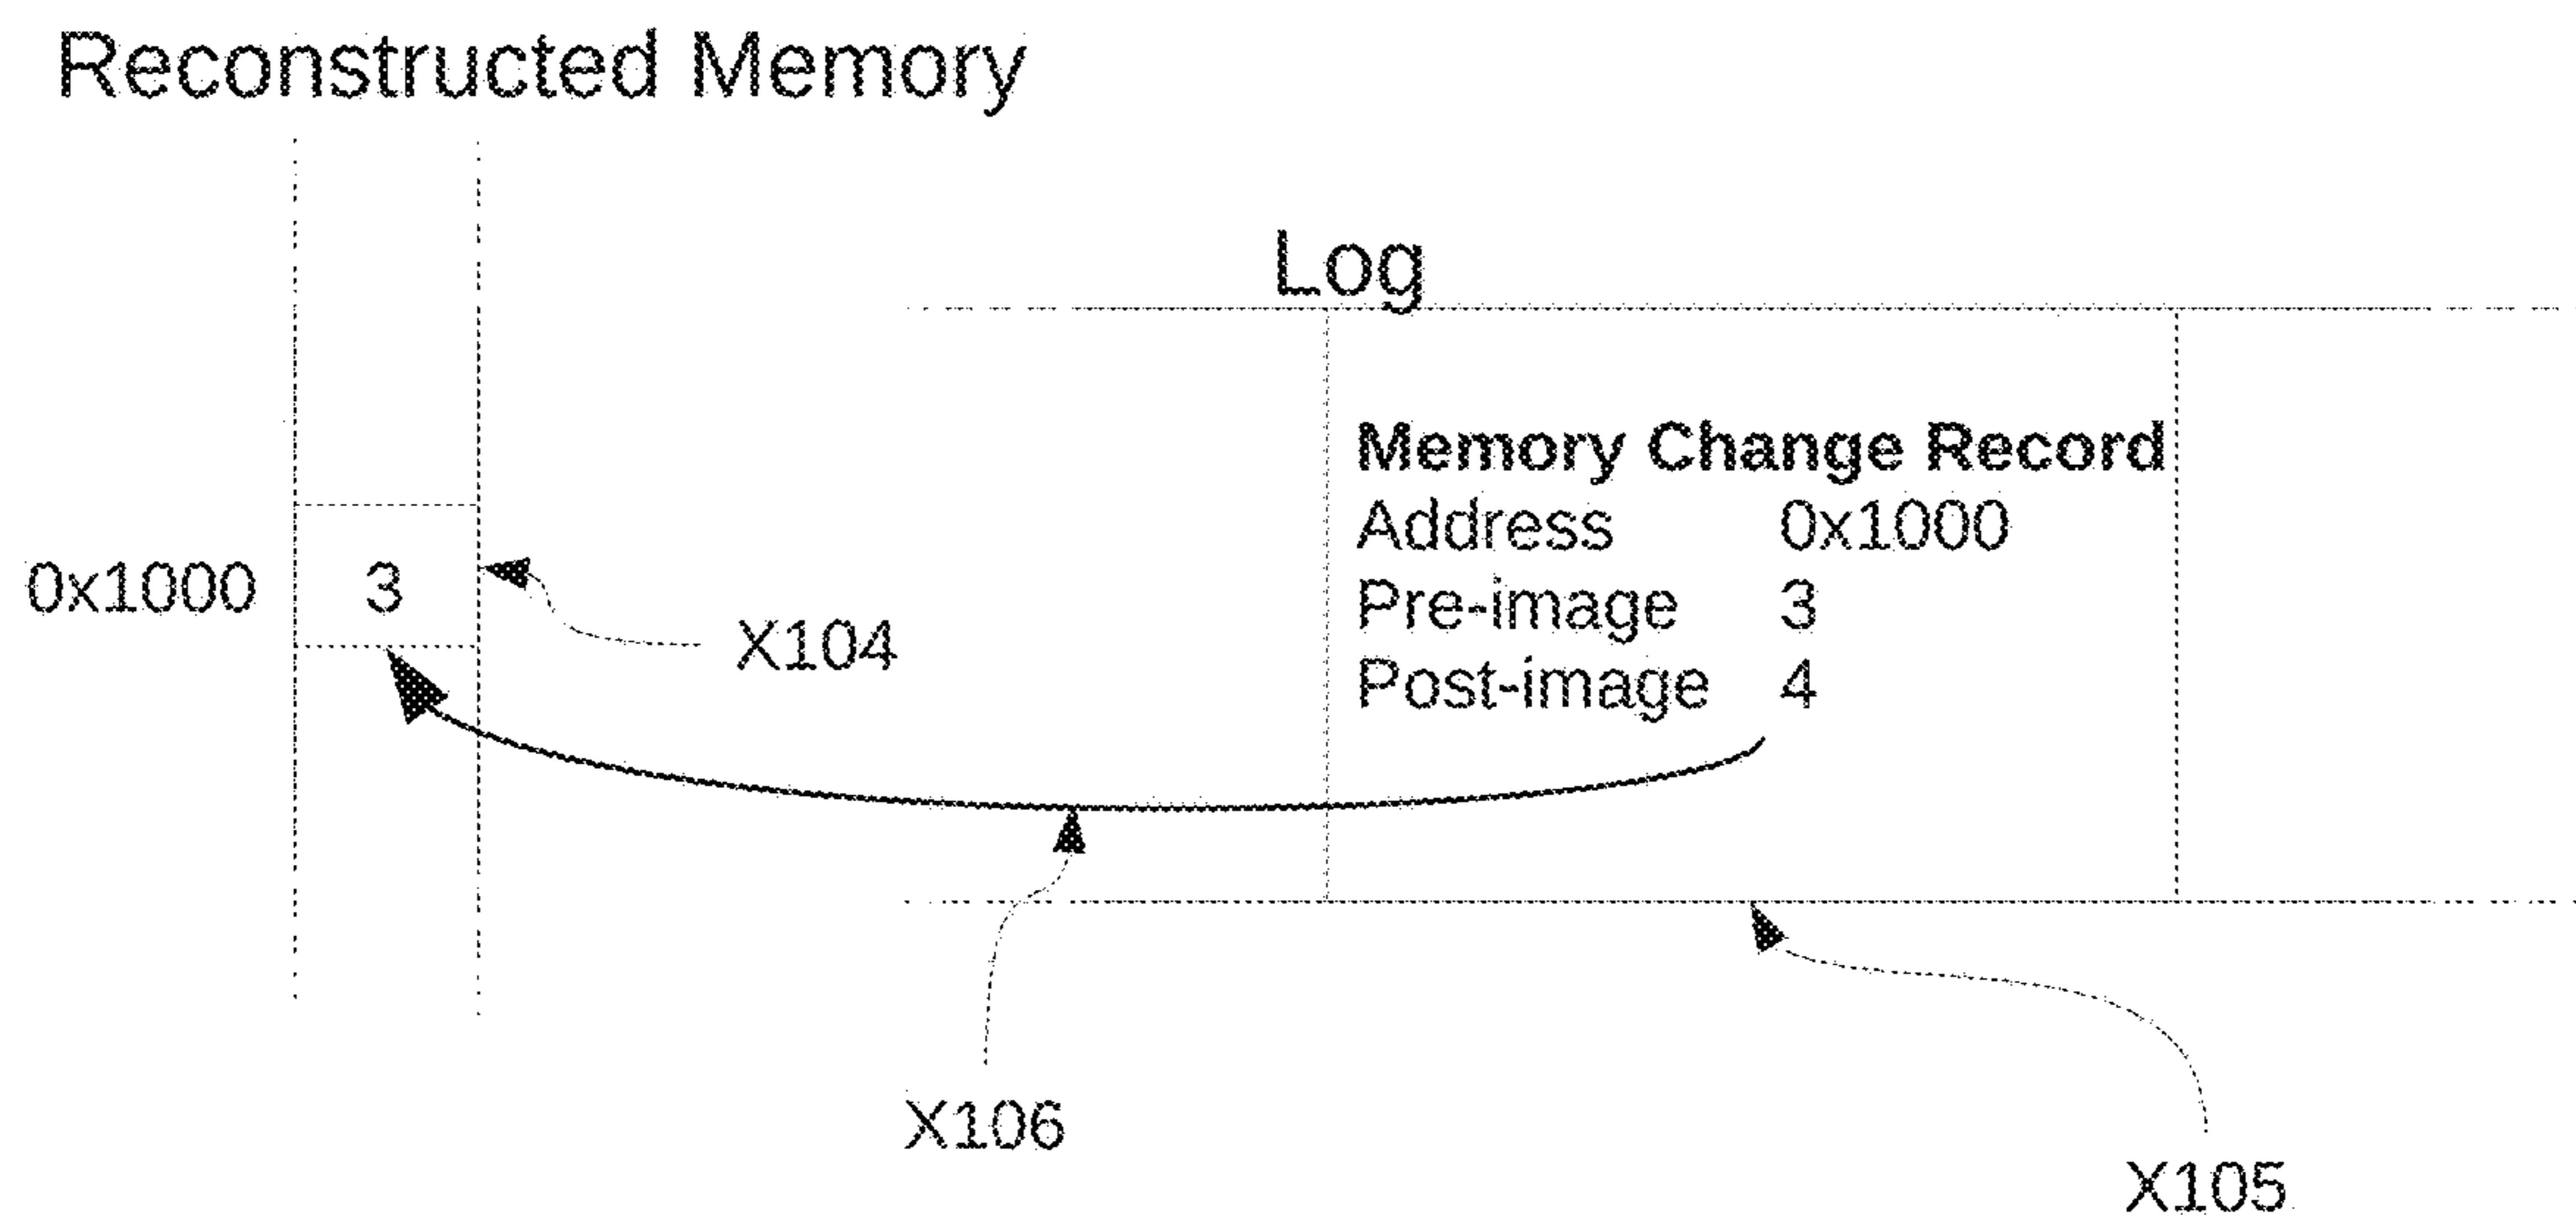 Reconstructed Memory
Log
Memory Change Record
Address 0x1000
0x1000 3
Pre-image 3
X104
Post-image 4
X106
X105